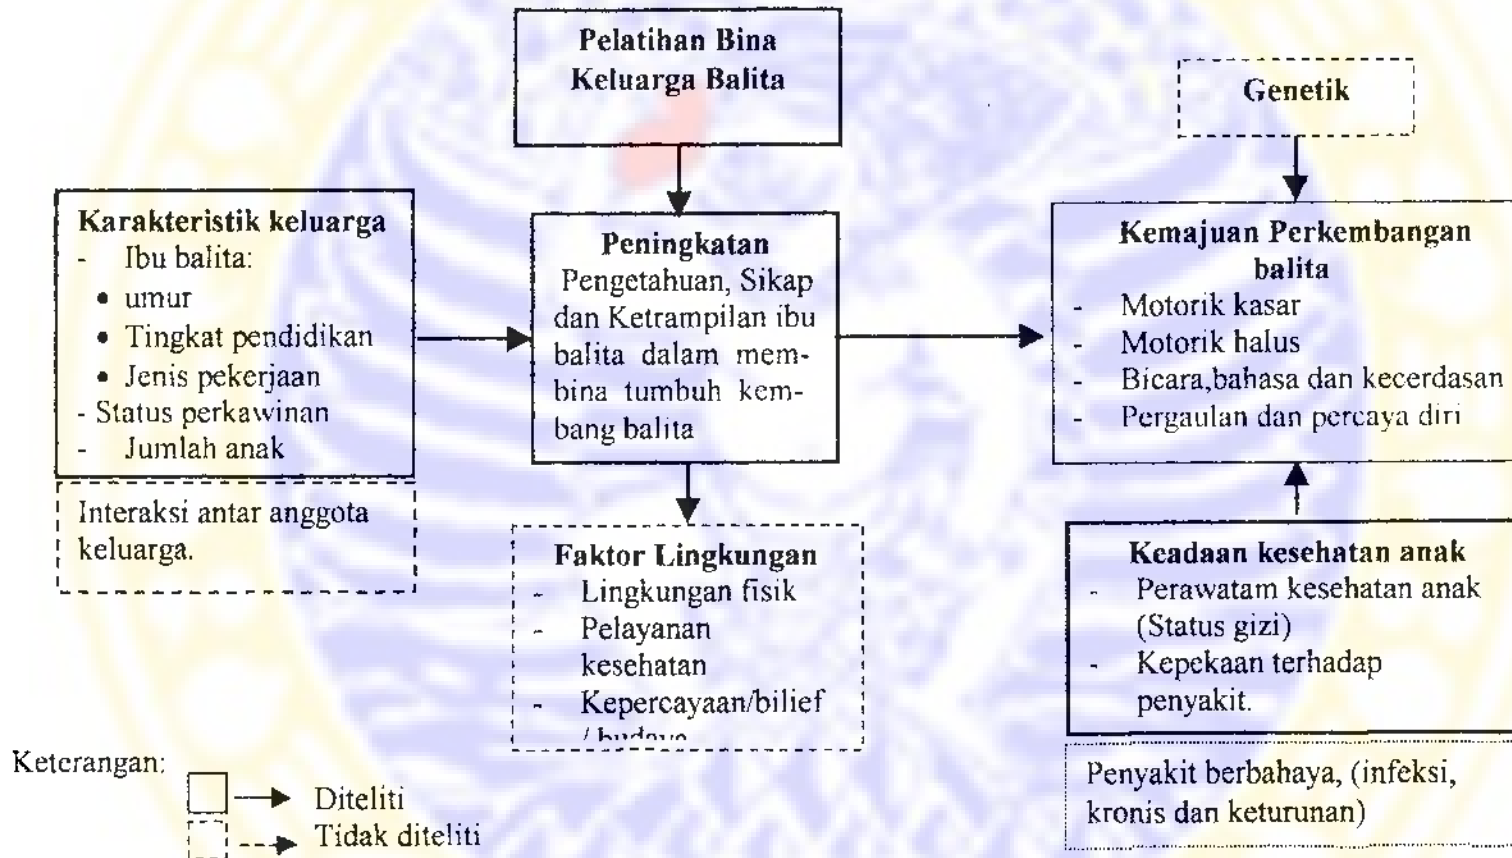 Pelatihan Bina
Keluarga Balita
Genetik
Karakteristik keluarga
- Ibu balita:
• umur
• Tingkat pendidikan
• Jenis pekerjaan
- Status perkawinan
- Jumlah anak
Interaksi antar anggota
keluarga.
Peningkatan
Pengetahuan, Sikap
dan Ketrampilan ibu
balita dalam mem-
bina tumbuh kem-
bang balita
Kemajuan Perkembangan
balita
- Motorik kasar
- Motorik halus
- Bicara,bahasa dan kecerdasan
- Pergaulan dan percaya diri
Faktor Lingkungan
- Lingkungan fisik
- Pelayanan
kesehatan
- Kepercayaan/bilief
/ budaya
Keadaan kesehatan anak
- Perawatam kesehatan anak
(Status gizi)
- Kepekaan terhadap
penyakit.
Penyakit berbahaya, (infeksi,
kronis dan keturunan)
Keterangan:
Diteliti
Tidak diteliti